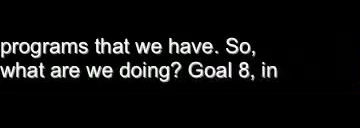 programs that we have. So,
what are we doing? Goal 8, in